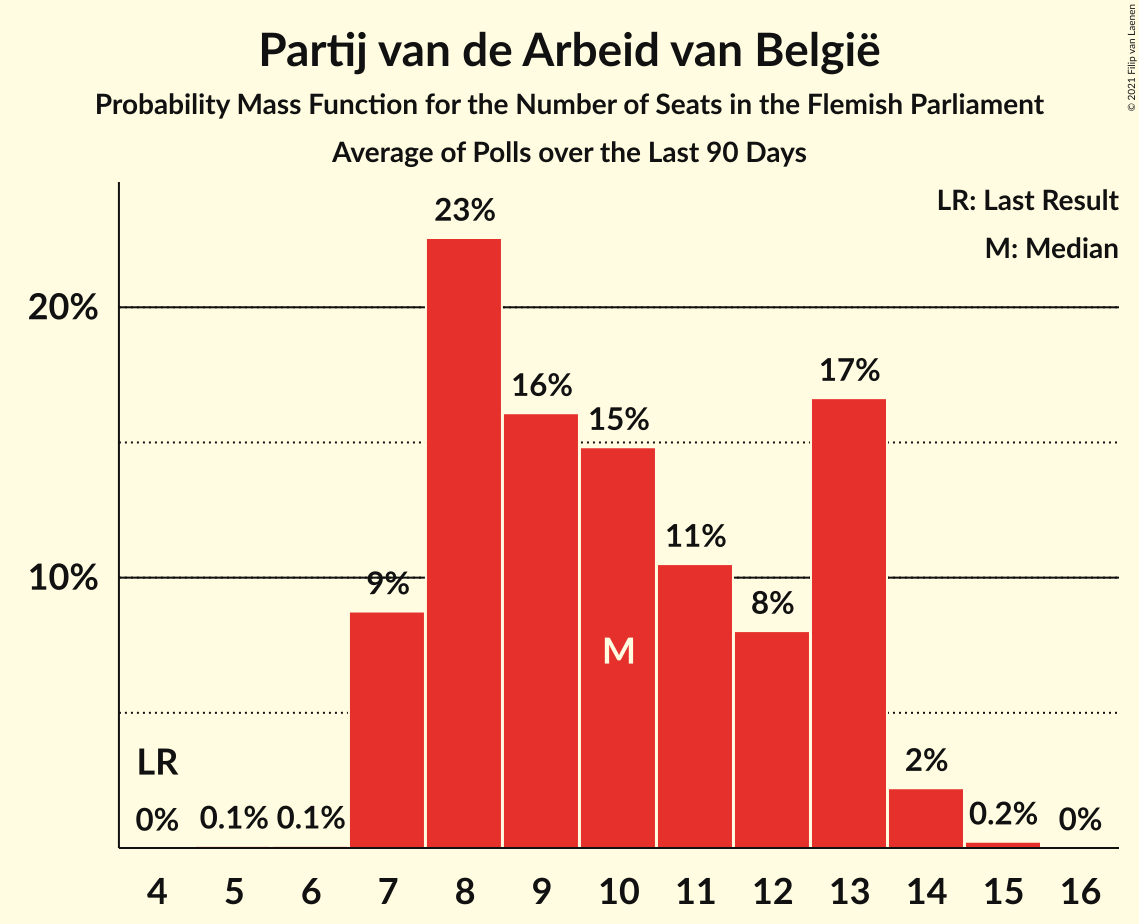 © 2021 Filip van Laenen
Partij van de Arbeid van België
Probability Mass Function for the Number of Seats in the Flemish Parliament
Average of Polls over the Last 90 Days
LR: Last Result
M: Median
23%
20%
17%
16%
15%
11%
10%
9%
8%
M
LR
2%
0%
0.1%
0.1%
0.2%
0%
4 5 6 7 8 9 10 11 12 13 14 15 16